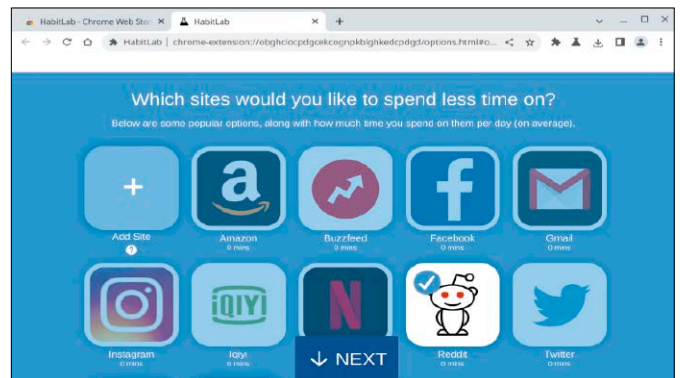 HabitLab - Chrome Web Sto
HabitLab
HabitLab | chrome-extension://obghclocpdgcekcognpkblghkedcpdgd/options.html#o...
Which sites would you like to spend less time on?
Below are some popular options, along with how much time you spend on them per day (on average).
Add Site
?
a
Amazon
0 mins
Buzzfeed
0 mins
f
Facebook
0 mins
M
Gmail
0 mins
Instagram
0 mins
iQIYI
Iqiyi
0 mins
N
Reddit
0 mins
Twitter
0 mins
↓ NEXT